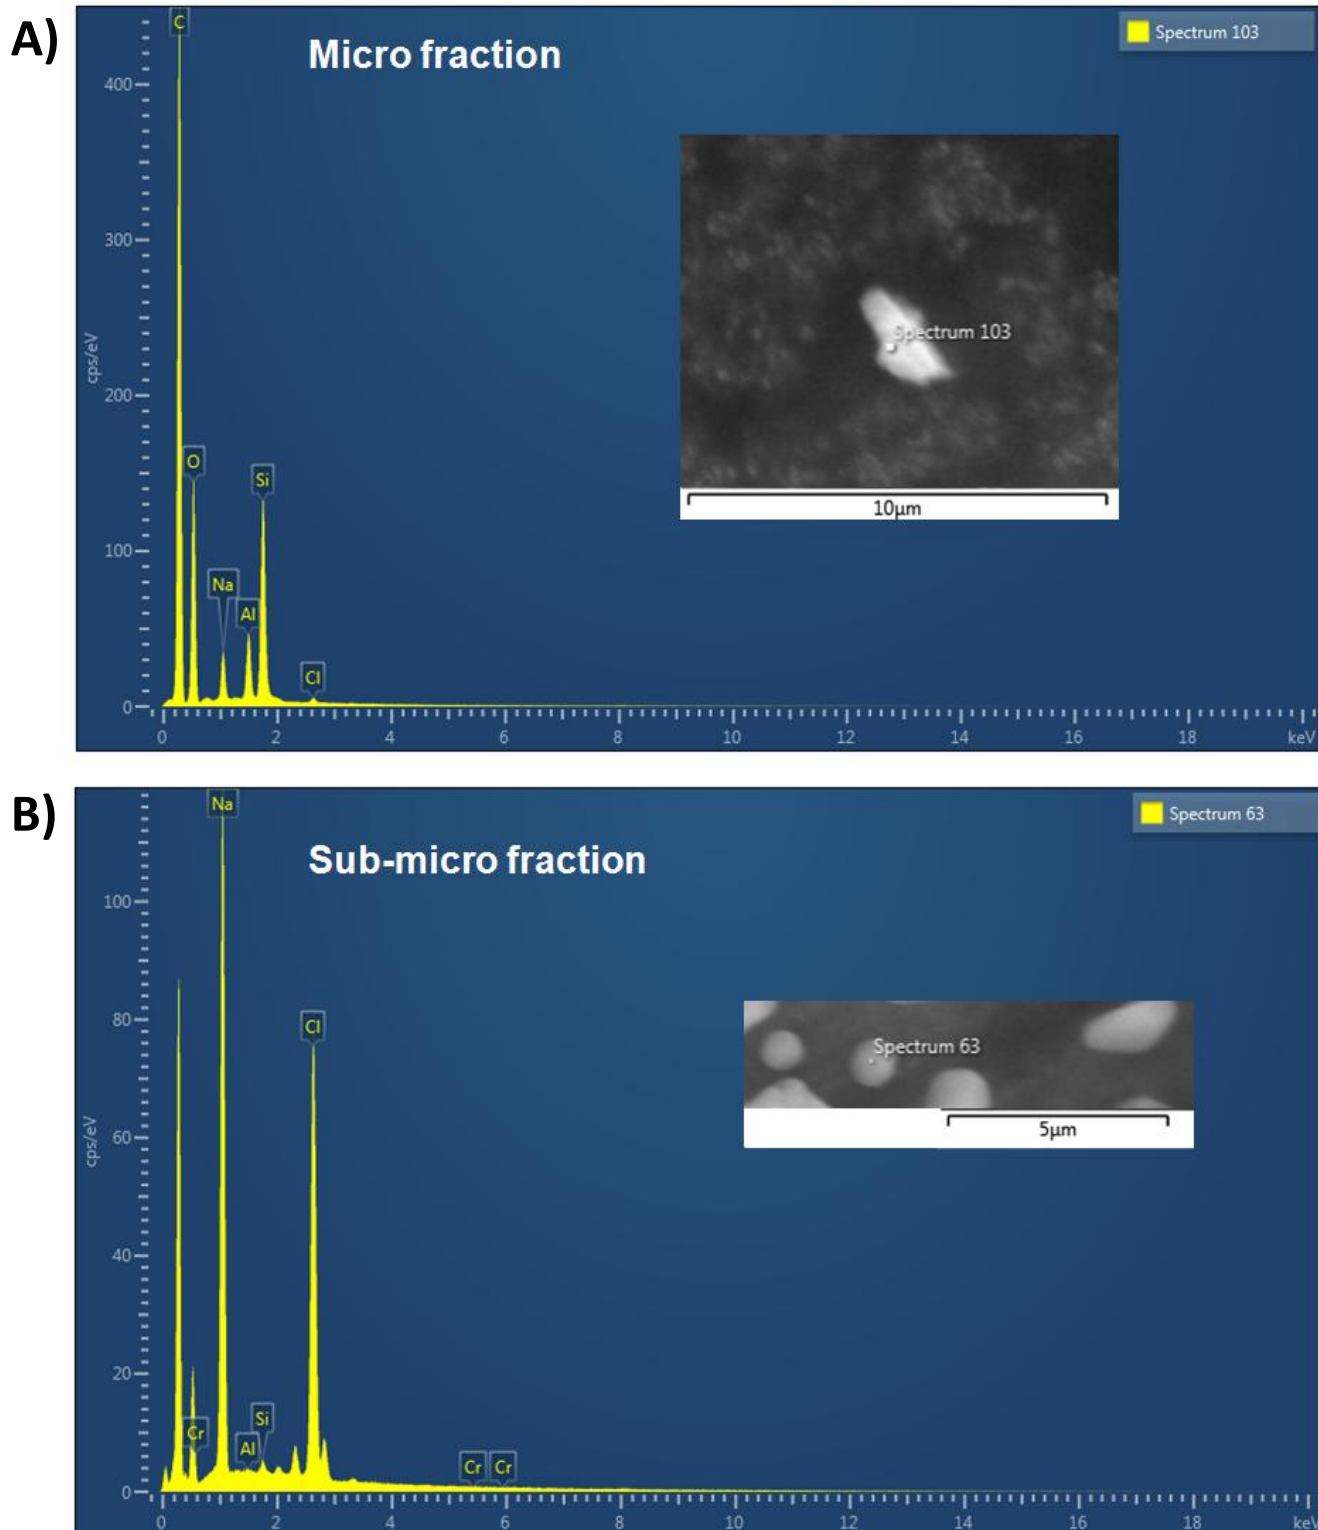 A)
Micro fraction
Spectrum 103
C
400
300
cps/eV
200
O
Si
100
Na
Al
Cl
0
0 2 4 6 8 10 12 14 16 18 keV
Spectrum 103
10µm
B)
Sub-micro fraction
Spectrum 63
Na
100
80
Cl
cps/eV
60
40
20
Cr
Al
Si
Cr Cr
0
0 2 4 6 8 10 12 14 16 18 keV
Spectrum 63
5µm